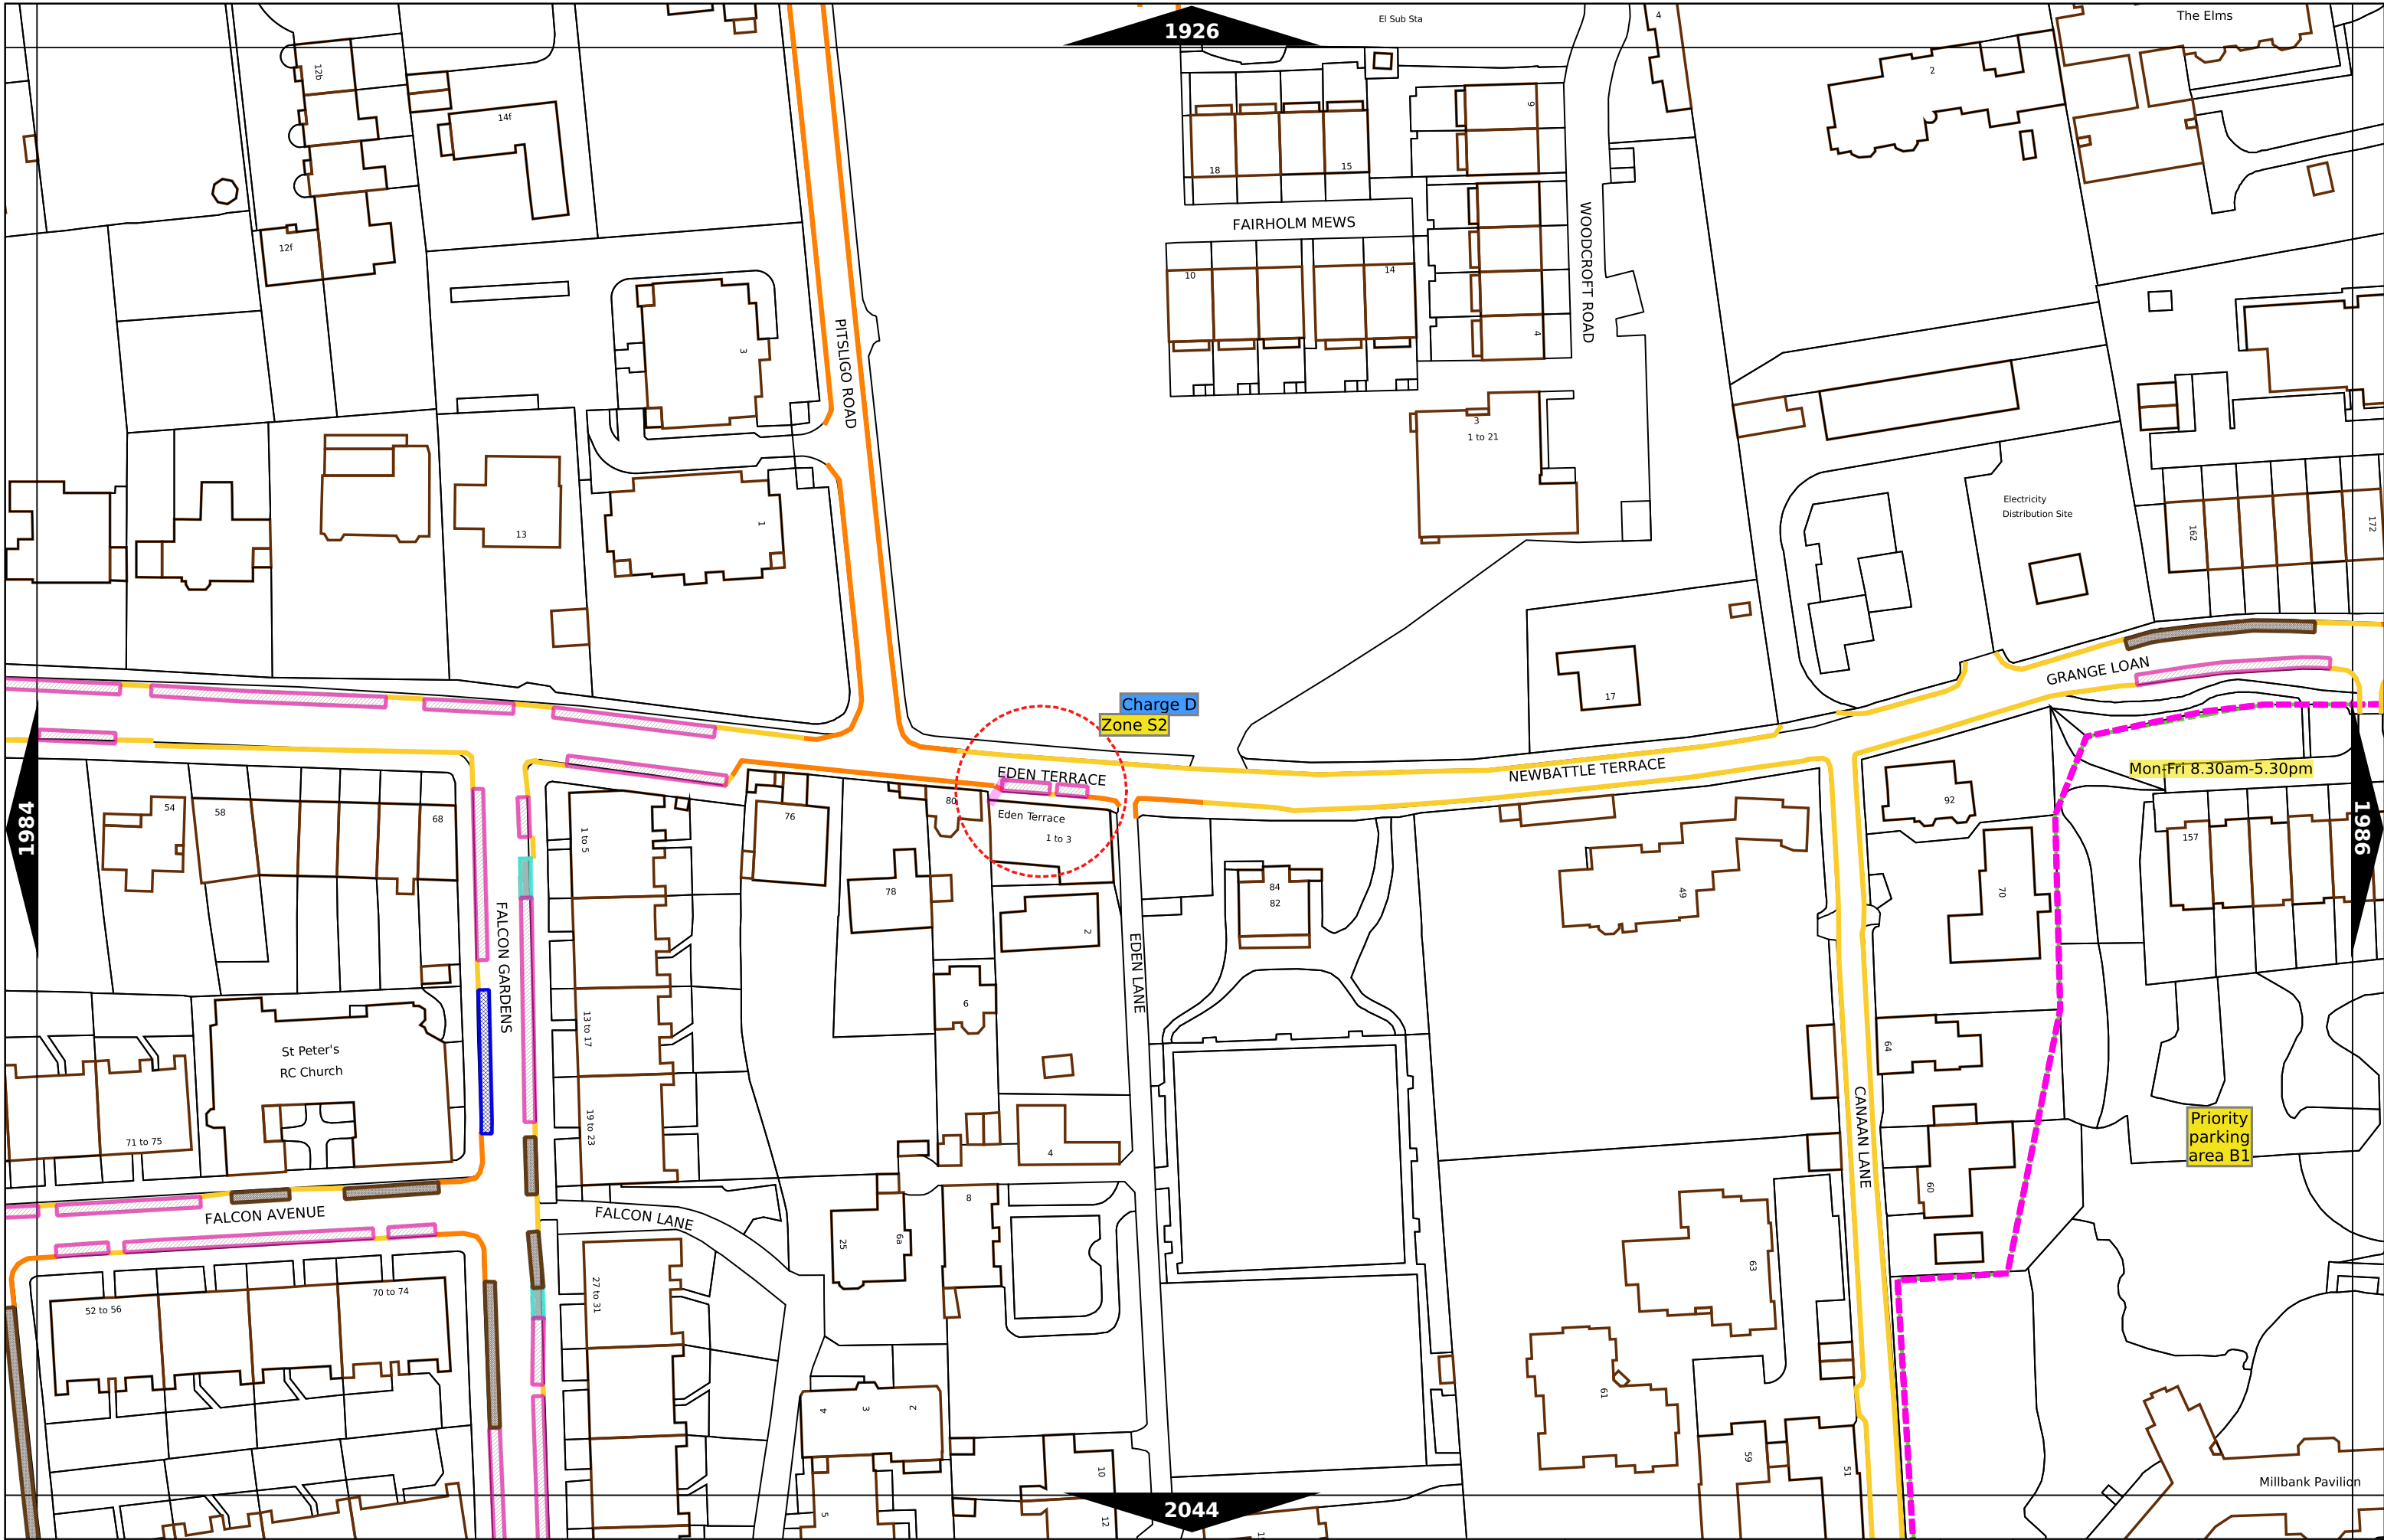 1926
El Sub Sta
4
The Elms
12b
2
14f
9
18
15
WOODCROFT ROAD
FAIRHOLM MEWS
12f
10
14
PITSLIGO ROAD
3
4
3
1 to 21
Electricity
Distribution Site
13
1
162
172
GRANGE LOAN
17
Charge D
Zone S2
EDEN TERRACE
NEWBATTLE TERRACE
Mon-Fri 8.30am-5.30pm
1984
54
58
68
1 to 5
76
80
Eden Terrace
1 to 3
92
157
1986
78
84
82
49
70
2
FALCON GARDENS
EDEN LANE
6
13 to 17
St Peter's
RC Church
64
71 to 75
19 to 23
4
CANAAN LANE
Priority
parking
area B1
FALCON AVENUE
FALCON LANE
8
60
25
6a
63
52 to 56
70 to 74
27 to 31
61
4
3
2
59
51
10
Millbank Pavilion
2044
5
12